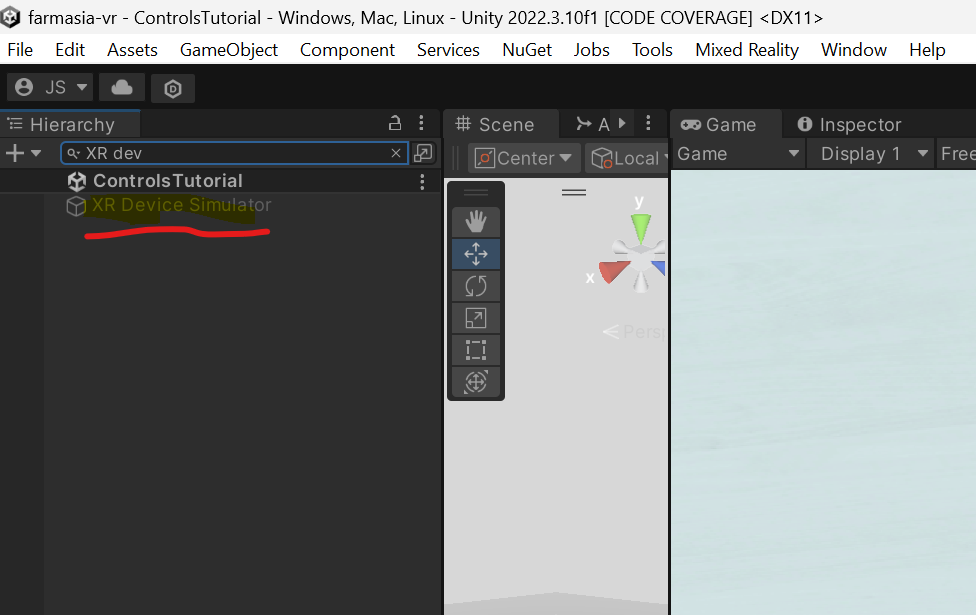 farmasia-vr - ControlsTutorial - Windows, Mac, Linux - Unity 2022.3.10f1 [CODE COVERAGE] <DX11>
File Edit Assets GameObject Component Services NuGet Jobs Tools Mixed Reality Window Help
JS
Hierarchy Scene A Game Inspector
XR dev Center Local Game Display 1 Free
ControlsTutorial
XR Device Simulator
y
x
Persp